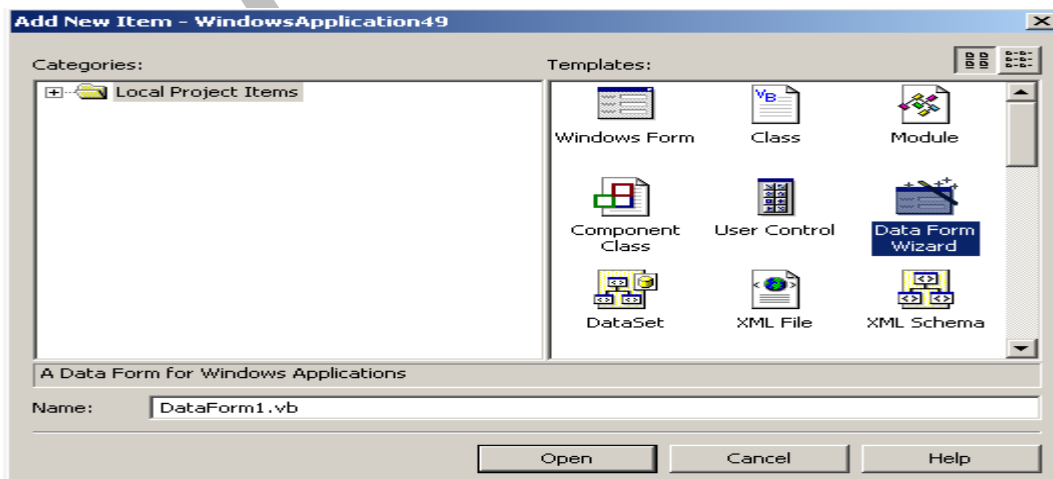 Add New Item - WindowsApplication49
Categories:
Templates:
Local Project Items
Windows Form
Class
Module
Component
Class
User Control
Data Form
Wizard
DataSet
XML File
XML Schema
A Data Form for Windows Applications
Name:
DataForm1.vb
Open
Cancel
Help